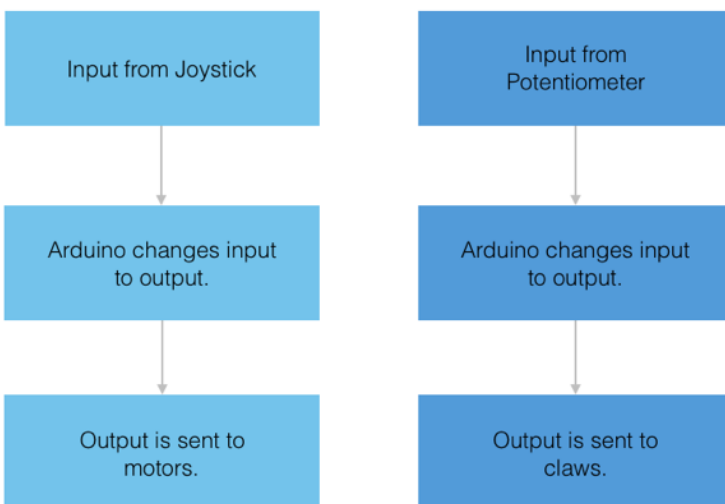 Input from Joystick
Arduino changes input
to output.
Output is sent to
motors.
Input from
Potentiometer
Arduino changes input
to output.
Output is sent to
claws.